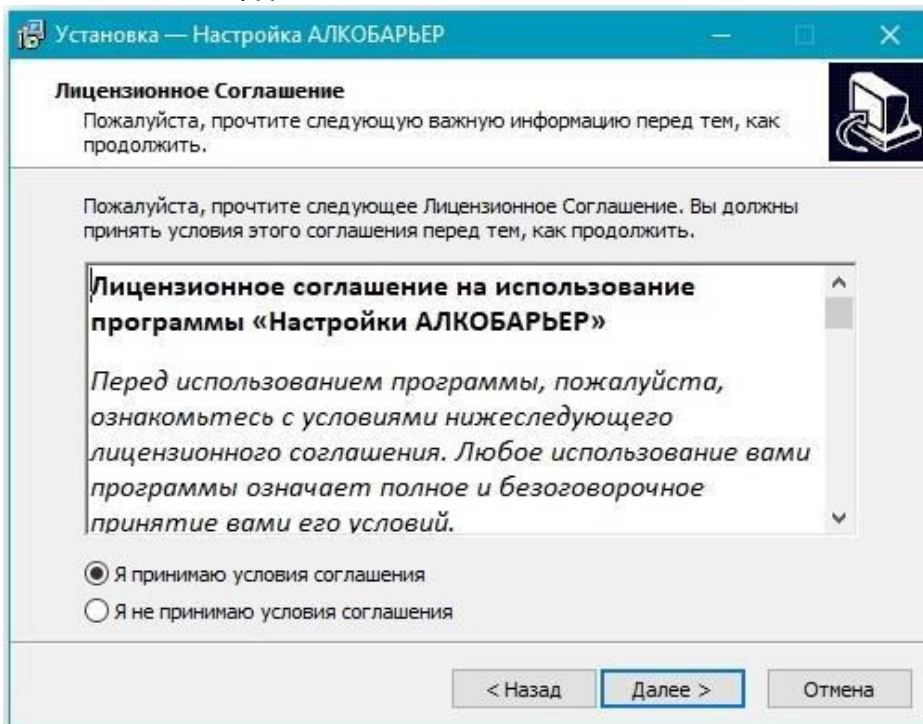 Установка — Настройка АЛКОБАРЬЕР
Лицензионное Соглашение
Пожалуйста, прочтите следующую важную информацию перед тем, как
продолжить.
Пожалуйста, прочтите следующее Лицензионное Соглашение. Вы должны
принять условия этого соглашения перед тем, как продолжить.
Лицензионное соглашение на использование
программы «Настройки АЛКОБАРЬЕР»
Перед использованием программы, пожалуйста,
ознакомьтесь с условиями нижеследующего
лицензионного соглашения. Любое использование вами
программы означает полное и безоговорочное
принятие вами его условий.
Я принимаю условия соглашения
Я не принимаю условия соглашения
< Назад Далее > Отмена